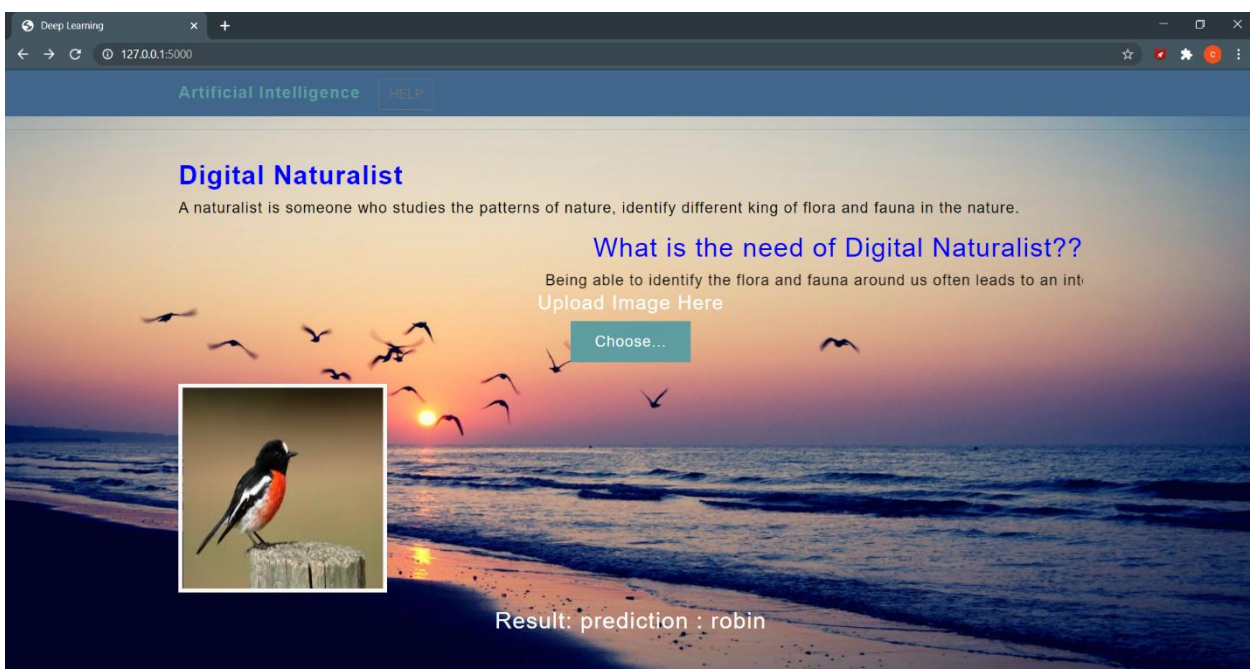 Deep Learning
127.0.0.1:5000
Artificial Intelligence HELP
Digital Naturalist
A naturalist is someone who studies the patterns of nature, identify different king of flora and fauna in the nature.
What is the need of Digital Naturalist??
Being able to identify the flora and fauna around us often leads to an int
Upload Image Here
Choose...
Result: prediction : robin